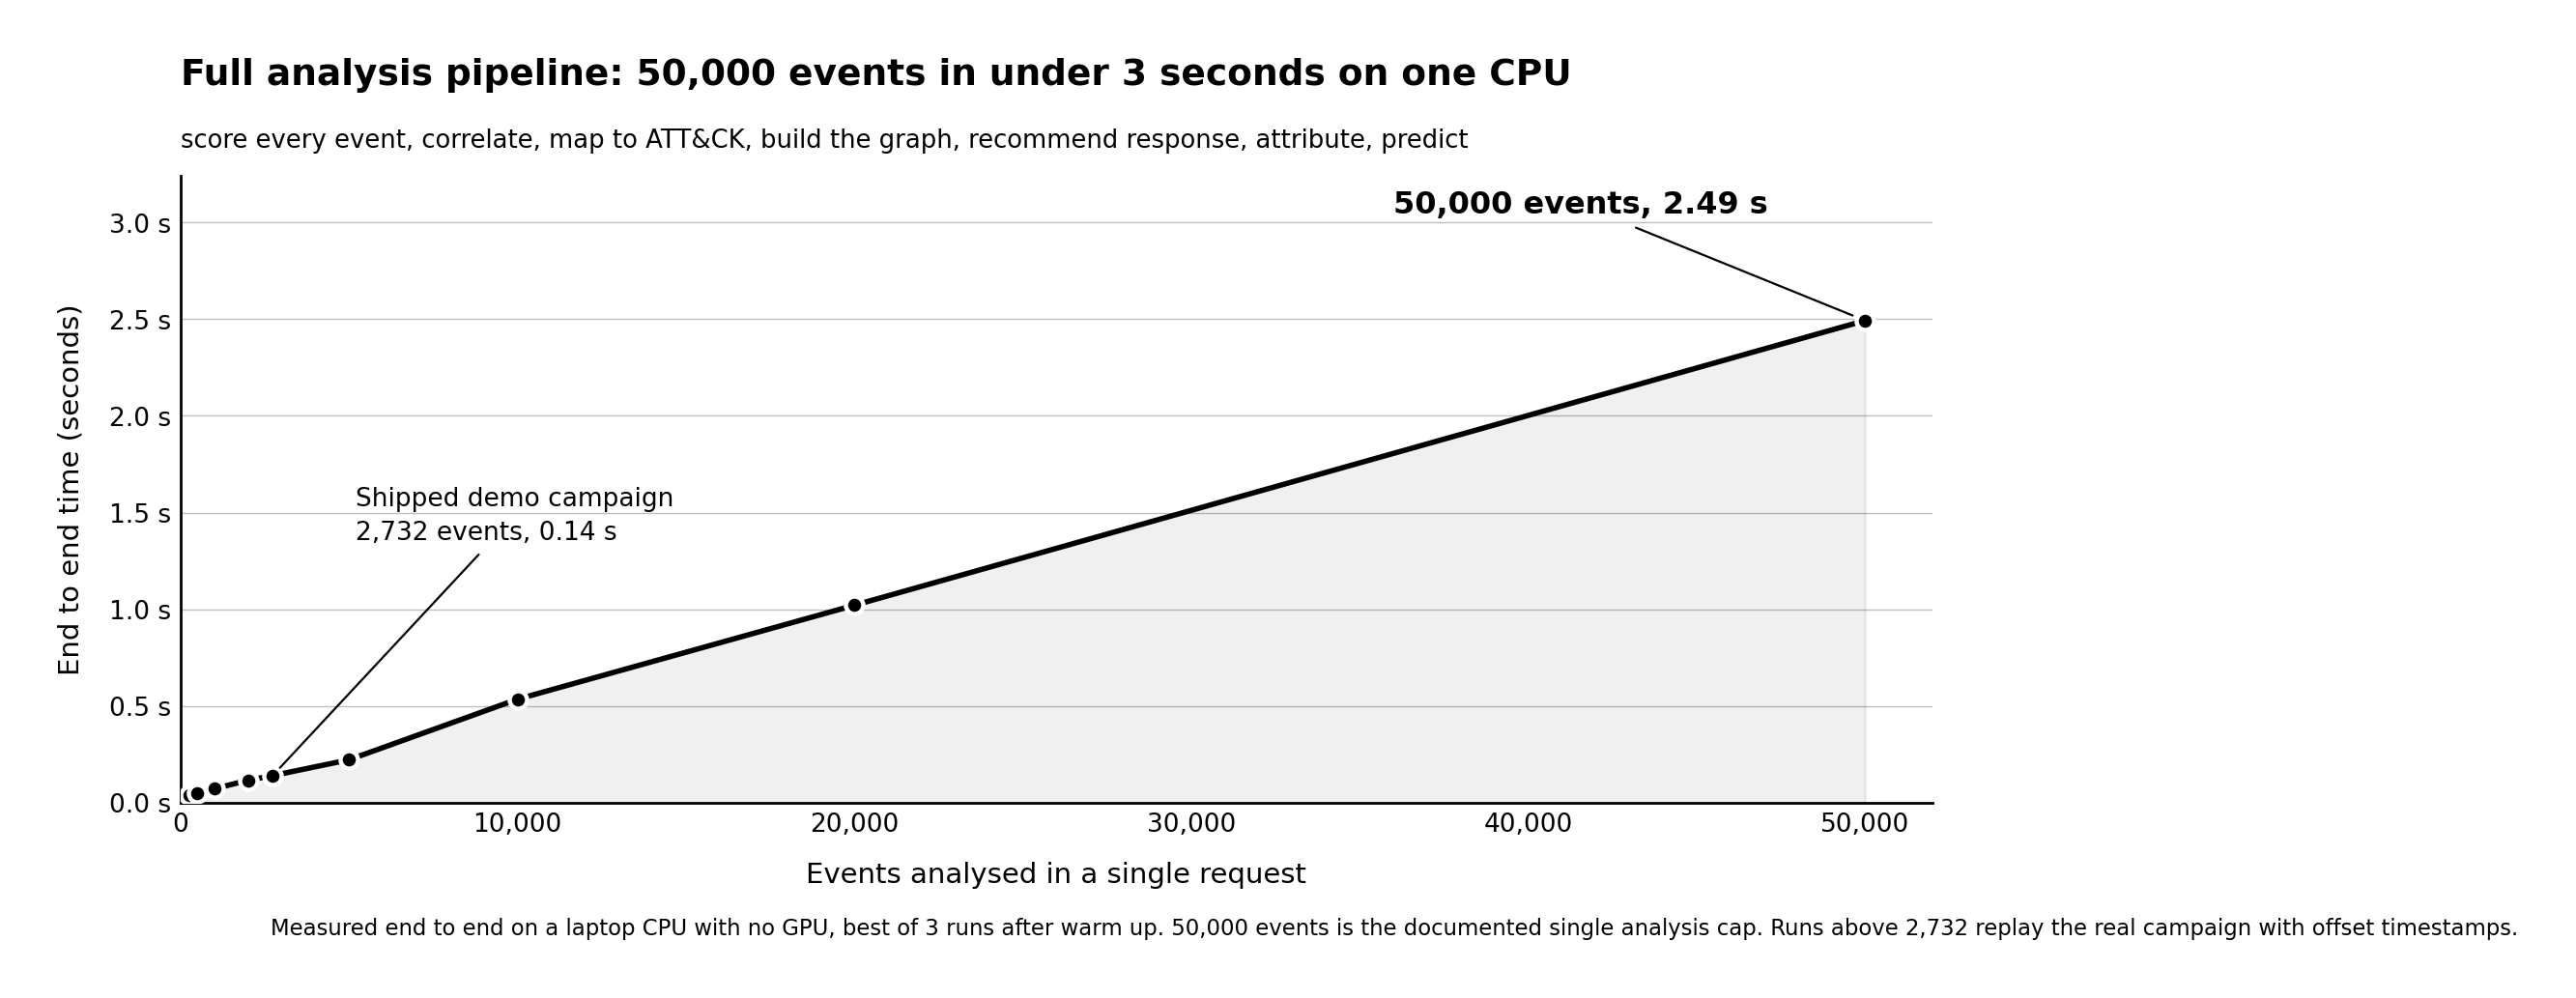 Full analysis pipeline: 50,000 events in under 3 seconds on one CPU
score every event, correlate, map to ATT&CK, build the graph, recommend response, attribute, predict
50,000 events, 2.49 s
3.0 s
2.5 s
2.0 s
1.5 s
1.0 s
0.5 s
0.0 s
End to end time (seconds)
Shipped demo campaign
2,732 events, 0.14 s
0
10,000
20,000
30,000
40,000
50,000
Events analysed in a single request
Measured end to end on a laptop CPU with no GPU, best of 3 runs after warm up. 50,000 events is the documented single analysis cap. Runs above 2,732 replay the real campaign with offset timestamps.